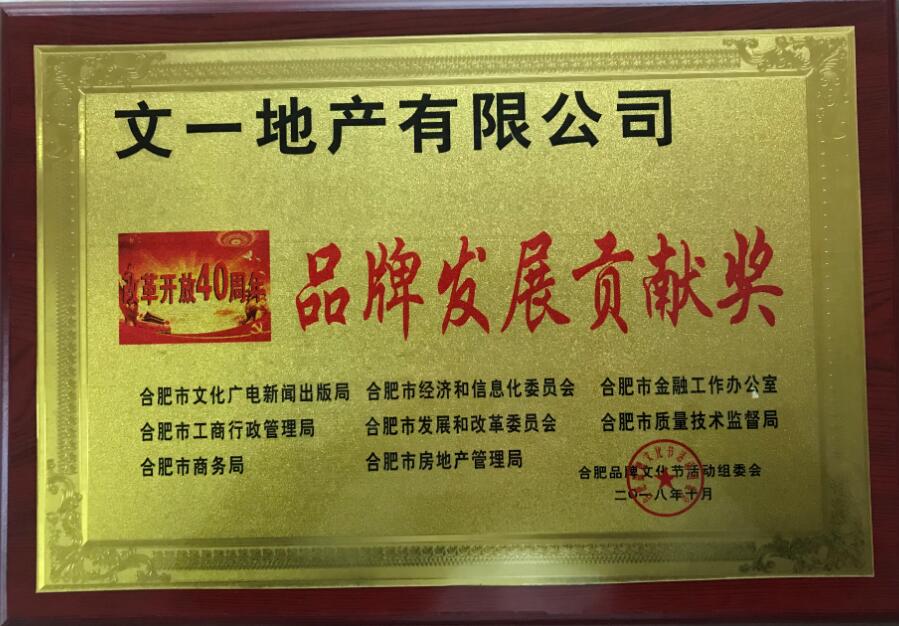 文一地产有限公司
改革开放40周年
品牌发展贡献奖
合肥市文化广电新闻出版局 合肥市经济和信息化委员会 合肥市金融工作办公室
合肥市工商行政管理局 合肥市发展和改革委员会 合肥市质量技术监督局
合肥市商务局 合肥市房地产管理局
合肥品牌文化节活动组委会
二〇一八年十月